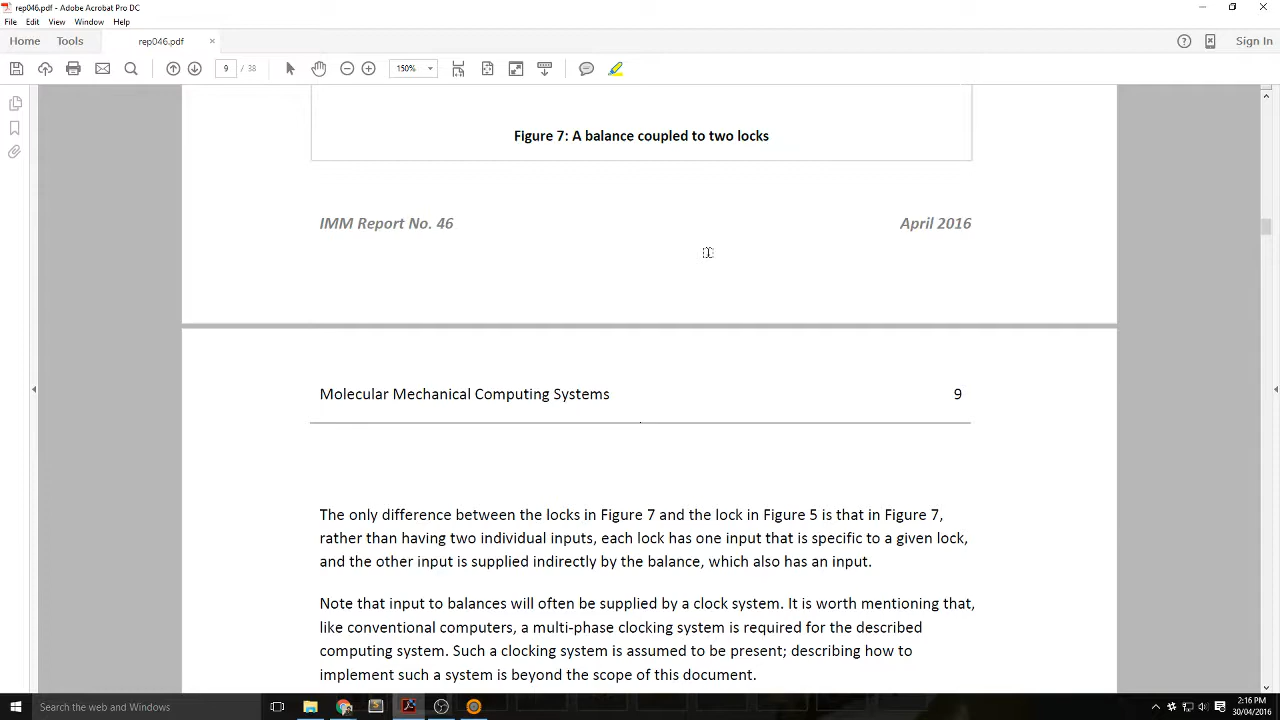 rep046.pdf - Adobe Acrobat Pro DC
File Edit View Window Help
Home Tools rep046.pdf × Sign In
9 / 38 150%
Figure 7: A balance coupled to two locks
IMM Report No. 46 April 2016
Molecular Mechanical Computing Systems 9
The only difference between the locks in Figure 7 and the lock in Figure 5 is that in Figure 7,
rather than having two individual inputs, each lock has one input that is specific to a given lock,
and the other input is supplied indirectly by the balance, which also has an input.
Note that input to balances will often be supplied by a clock system. It is worth mentioning that,
like conventional computers, a multi-phase clocking system is required for the described
computing system. Such a clocking system is assumed to be present; describing how to
implement such a system is beyond the scope of this document.
Search the web and Windows
2:16 PM
30/04/2016